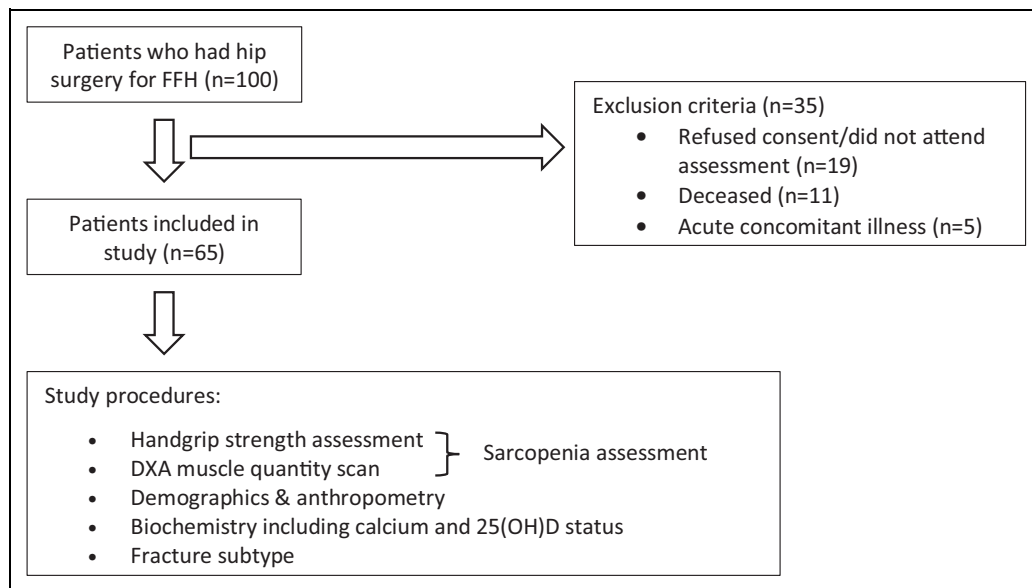 Patients who had hip
surgery for FFH (n=100)
Exclusion criteria (n=35)
• Refused consent/did not attend
assessment (n=19)
• Deceased (n=11)
• Acute concomitant illness (n=5)
Patients included in
study (n=65)
Study procedures:
• Handgrip strength assessment
• DXA muscle quantity scan
Sarcopenia assessment
• Demographics & anthropometry
• Biochemistry including calcium and 25(OH)D status
• Fracture subtype